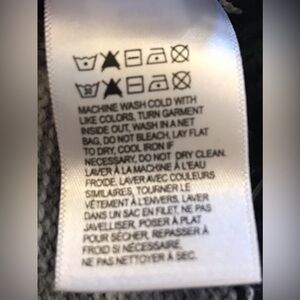 MACHINE WASH COLD WITH
LIKE COLORS, TURN GARMENT
INSIDE OUT, WASH IN A NET
BAG, DO NOT BLEACH, LAY FLAT
TO DRY, COOL IRON IF
NECESSARY, DO NOT DRY CLEAN.
LAVER À LA MACHINE À L'EAU
FROIDE, LAVER AVEC COULEURS
SIMILAIRES, TOURNER LE
VÊTEMENT À L'ENVERS, LAVER
DANS UN SAC EN FILET, NE PAS
JAVELLISER, POSER À PLAT
POUR SÉCHER, REPASSER À
FROID SI NÉCESSAIRE.
NE PAS NETTOYER À SEC.